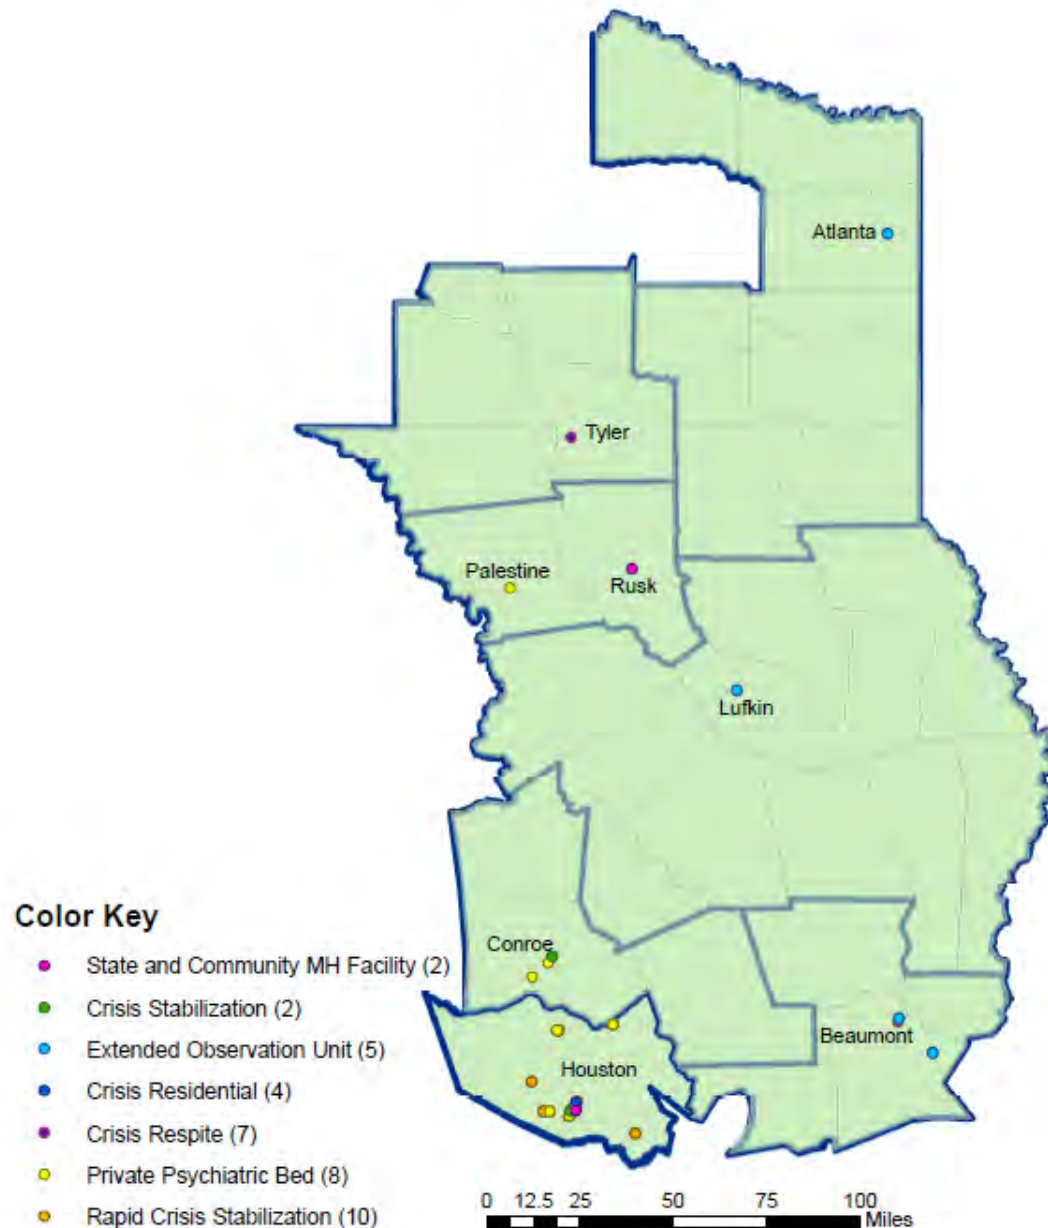 Atlanta
Tyler
Palestine
Rusk
Lufkin
Conroe
Beaumont
Houston
Color Key
State and Community MH Facility (2)
Crisis Stabilization (2)
Extended Observation Unit (5)
Crisis Residential (4)
Crisis Respite (7)
Private Psychiatric Bed (8)
Rapid Crisis Stabilization (10)
0 12.5 25 50 75 100
Miles